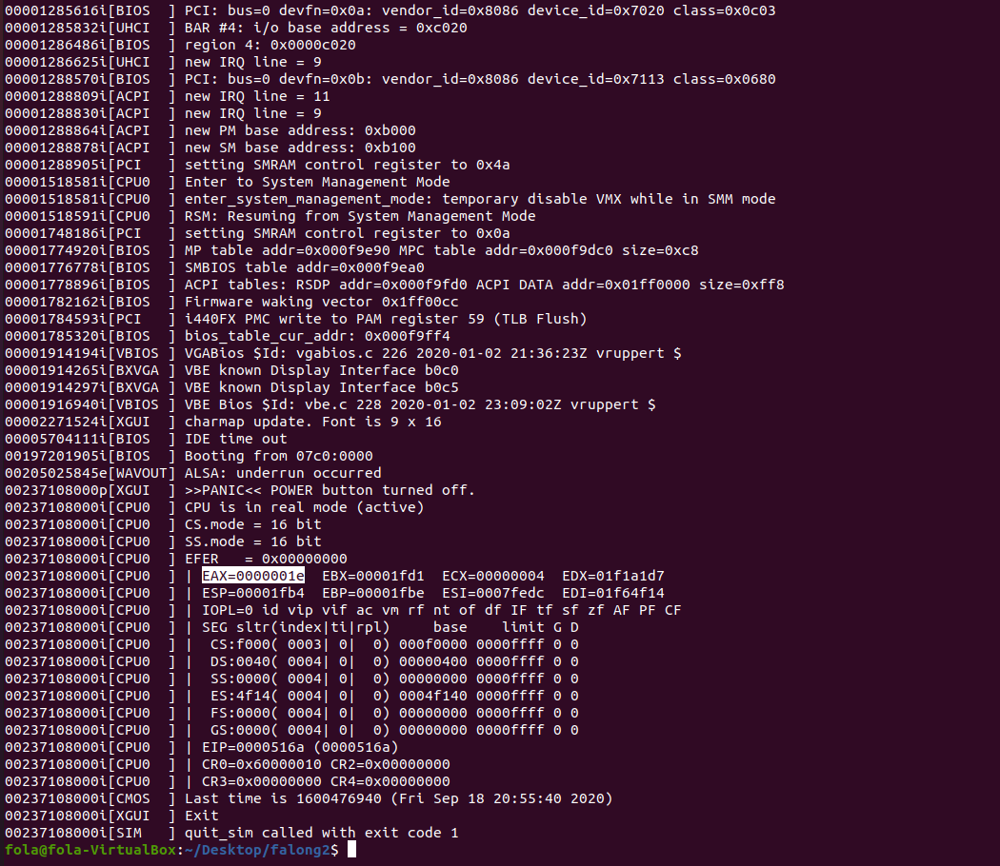 00001285616i[BIOS  ] PCI: bus=0 devfn=0x0a: vendor_id=0x8086 device_id=0x7020 class=0x0c03
00001285832i[UHCI  ] BAR #4: i/o base address = 0xc020
00001286486i[BIOS  ] region 4: 0x0000c020
00001286625i[UHCI  ] new IRQ line = 9
00001288570i[BIOS  ] PCI: bus=0 devfn=0x0b: vendor_id=0x8086 device_id=0x7113 class=0x0680
00001288809i[ACPI  ] new IRQ line = 11
00001288830i[ACPI  ] new IRQ line = 9
00001288864i[ACPI  ] new PM base address: 0xb000
00001288878i[ACPI  ] new SM base address: 0xb100
00001288905i[PCI   ] setting SMRAM control register to 0x4a
00001518581i[CPU0  ] Enter to System Management Mode
00001518581i[CPU0  ] enter_system_management_mode: temporary disable VMX while in SMM mode
00001518591i[CPU0  ] RSM: Resuming from System Management Mode
00001748186i[PCI   ] setting SMRAM control register to 0x0a
00001774920i[BIOS  ] MP table addr=0x000f9e90 MPC table addr=0x000f9dc0 size=0xc8
00001776778i[BIOS  ] SMBIOS table addr=0x000f9ea0
00001778896i[BIOS  ] ACPI tables: RSDP addr=0x000f9fd0 ACPI DATA addr=0x01ff0000 size=0xff8
00001782162i[BIOS  ] Firmware waking vector 0x1ff00cc
00001784593i[PCI   ] i440FX PMC write to PAM register 59 (TLB Flush)
00001785320i[BIOS  ] bios_table_cur_addr: 0x000f9ff4
00001914194i[VBIOS ] VGABios $Id: vgabios.c 226 2020-01-02 21:36:23Z vruppert $
00001914265i[BXVGA ] VBE known Display Interface b0c0
00001914297i[BXVGA ] VBE known Display Interface b0c5
00001916940i[VBIOS ] VBE Bios $Id: vbe.c 228 2020-01-02 23:09:02Z vruppert $
00002271524i[XGUI  ] charmap update. Font is 9 x 16
00005704111i[BIOS  ] IDE time out
00197201905i[BIOS  ] Booting from 07c0:0000
00205025845e[WAVOUT] ALSA: underrun occurred
00237108000p[XGUI  ] >>PANIC<< POWER button turned off.
00237108000i[CPU0  ] CPU is in real mode (active)
00237108000i[CPU0  ] CS.mode = 16 bit
00237108000i[CPU0  ] SS.mode = 16 bit
00237108000i[CPU0  ] EFER   = 0x00000000
00237108000i[CPU0  ] | EAX=0000001e  EBX=00001fd1  ECX=00000004  EDX=01f1a1d7
00237108000i[CPU0  ] | ESP=00001fb4  EBP=00001fbe  ESI=0007fedc  EDI=01f64f14
00237108000i[CPU0  ] | IOPL=0 id vip vif ac vm rf nt of df IF tf sf zf AF PF CF
00237108000i[CPU0  ] | SEG sltr(index|ti|rpl)     base    limit G D
00237108000i[CPU0  ] |  CS:f000( 0003| 0|  0) 000f0000 0000ffff 0 0
00237108000i[CPU0  ] |  DS:0040( 0004| 0|  0) 00000400 0000ffff 0 0
00237108000i[CPU0  ] |  SS:0000( 0004| 0|  0) 00000000 0000ffff 0 0
00237108000i[CPU0  ] |  ES:4f14( 0004| 0|  0) 0004f140 0000ffff 0 0
00237108000i[CPU0  ] |  FS:0000( 0004| 0|  0) 00000000 0000ffff 0 0
00237108000i[CPU0  ] |  GS:0000( 0004| 0|  0) 00000000 0000ffff 0 0
00237108000i[CPU0  ] | EIP=0000516a (0000516a)
00237108000i[CPU0  ] | CR0=0x60000010 CR2=0x00000000
00237108000i[CPU0  ] | CR3=0x00000000 CR4=0x00000000
00237108000i[CMOS  ] Last time is 1600476940 (Fri Sep 18 20:55:40 2020)
00237108000i[XGUI  ] Exit
00237108000i[SIM   ] quit_sim called with exit code 1
fola@fola-VirtualBox:~/Desktop/falong2$